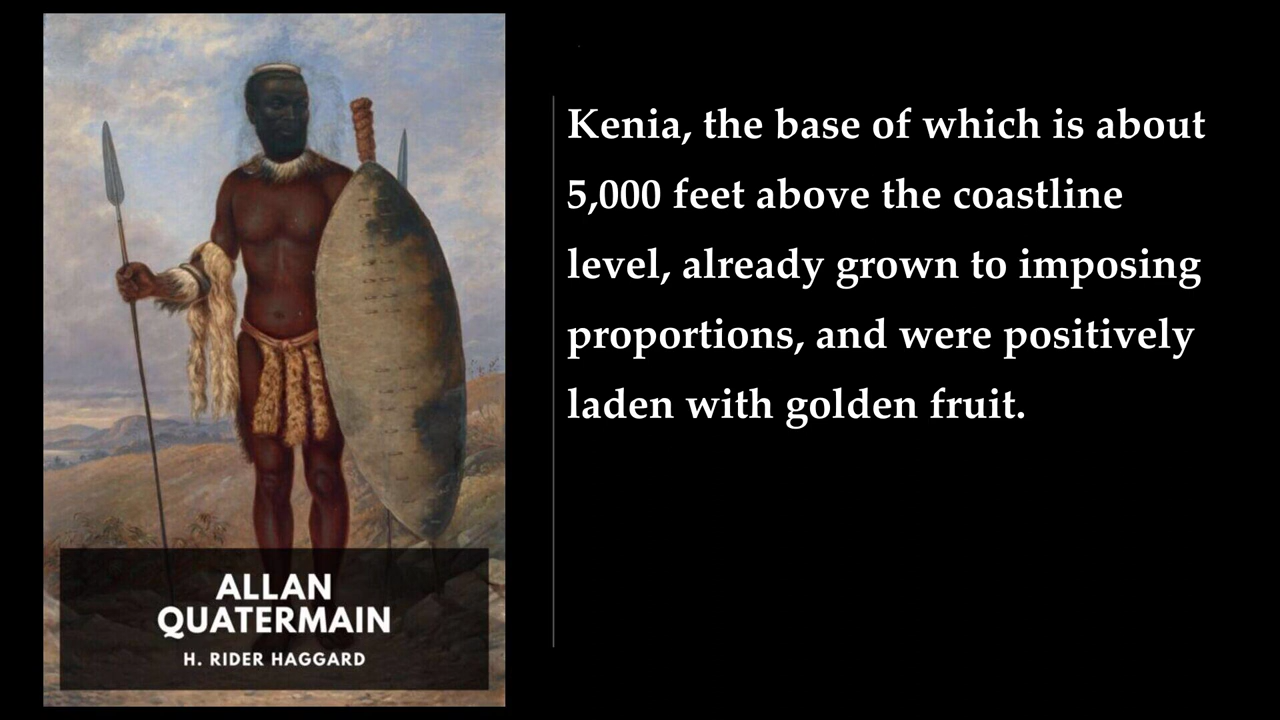 Kenia, the base of which is about
5,000 feet above the coastline
level, already grown to imposing
proportions, and were positively
laden with golden fruit.
ALLAN
QUATERMAIN
H. RIDER HAGGARD